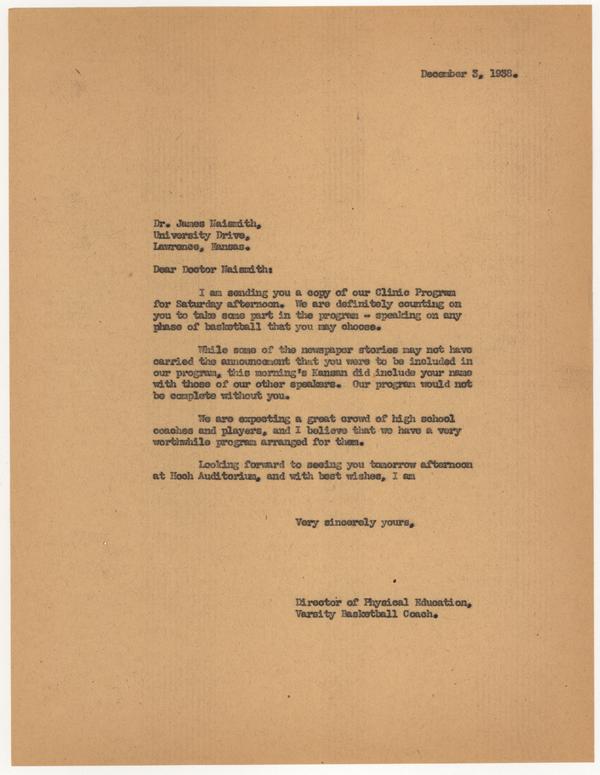 December 3, 1938.
Dr. James Naismith,
University Drive,
Lawrence, Kansas.
Dear Doctor Naismith:
I am sending you a copy of our Clinic Program
for Saturday afternoon. We are definitely counting on
you to take some part in the program - speaking on any
phase of basketball that you may choose.
While some of the newspaper stories may not have
carried the announcement that you were to be included in
our program, this morning's Kansan did include your name
with those of our other speakers. Our program would not
be complete without you.
We are expecting a great crowd of high school
coaches and players, and I believe that we have a very
worthwhile program arranged for them.
Looking forward to seeing you tomorrow afternoon
at Hoch Auditorium, and with best wishes, I am
Very sincerely yours,
Director of Physical Education,
Varsity Basketball Coach.